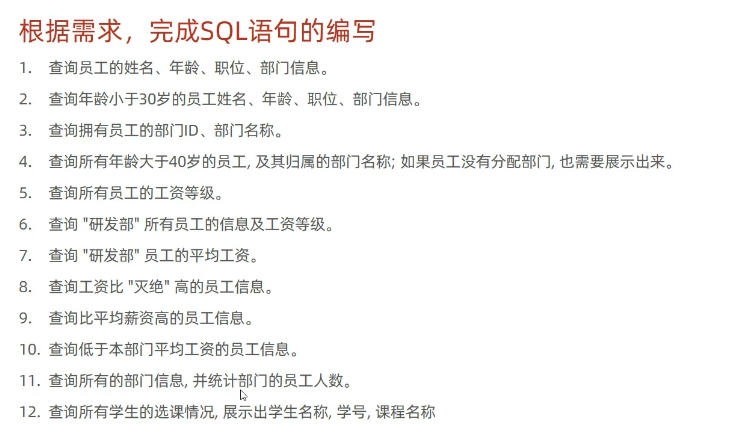 根据需求，完成SQL语句的编写
1. 查询员工的姓名、年龄、职位、部门信息。
2. 查询年龄小于30岁的员工姓名、年龄、职位、部门信息。
3. 查询拥有员工的部门ID、部门名称。
4. 查询所有年龄大于40岁的员工, 及其归属的部门名称; 如果员工没有分配部门, 也需要展示出来。
5. 查询所有员工的工资等级。
6. 查询 "研发部" 所有员工的信息及工资等级。
7. 查询 "研发部" 员工的平均工资。
8. 查询工资比 "灭绝" 高的员工信息。
9. 查询比平均薪资高的员工信息。
10. 查询低于本部门平均工资的员工信息。
11. 查询所有的部门信息, 并统计部门的员工人数。
12. 查询所有学生的选课情况, 展示出学生名称, 学号, 课程名称